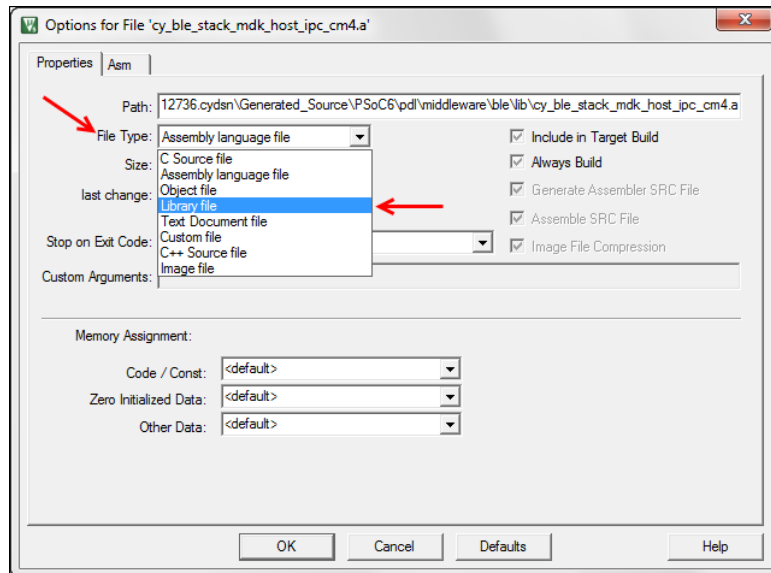 Options for File 'cy_ble_stack_mdk_host_ipc_cm4.a'
Properties
Asm
Path: 12736.cydsn\Generated_Source\PSoC6\pdl\middleware\ble\lib\cy_ble_stack_mdk_host_ipc_cm4.a
File Type: Assembly language file
Include in Target Build
C Source file
Assembly language file
Object file
Library file
Text Document file
Custom file
C++ Source file
Image file
Size:
last change:
Stop on Exit Code:
Custom Arguments:
Always Build
Generate Assembler SRC File
Assemble SRC File
Image File Compression
Memory Assignment:
Code / Const: <default>
Zero Initialized Data: <default>
Other Data: <default>
OK
Cancel
Defaults
Help